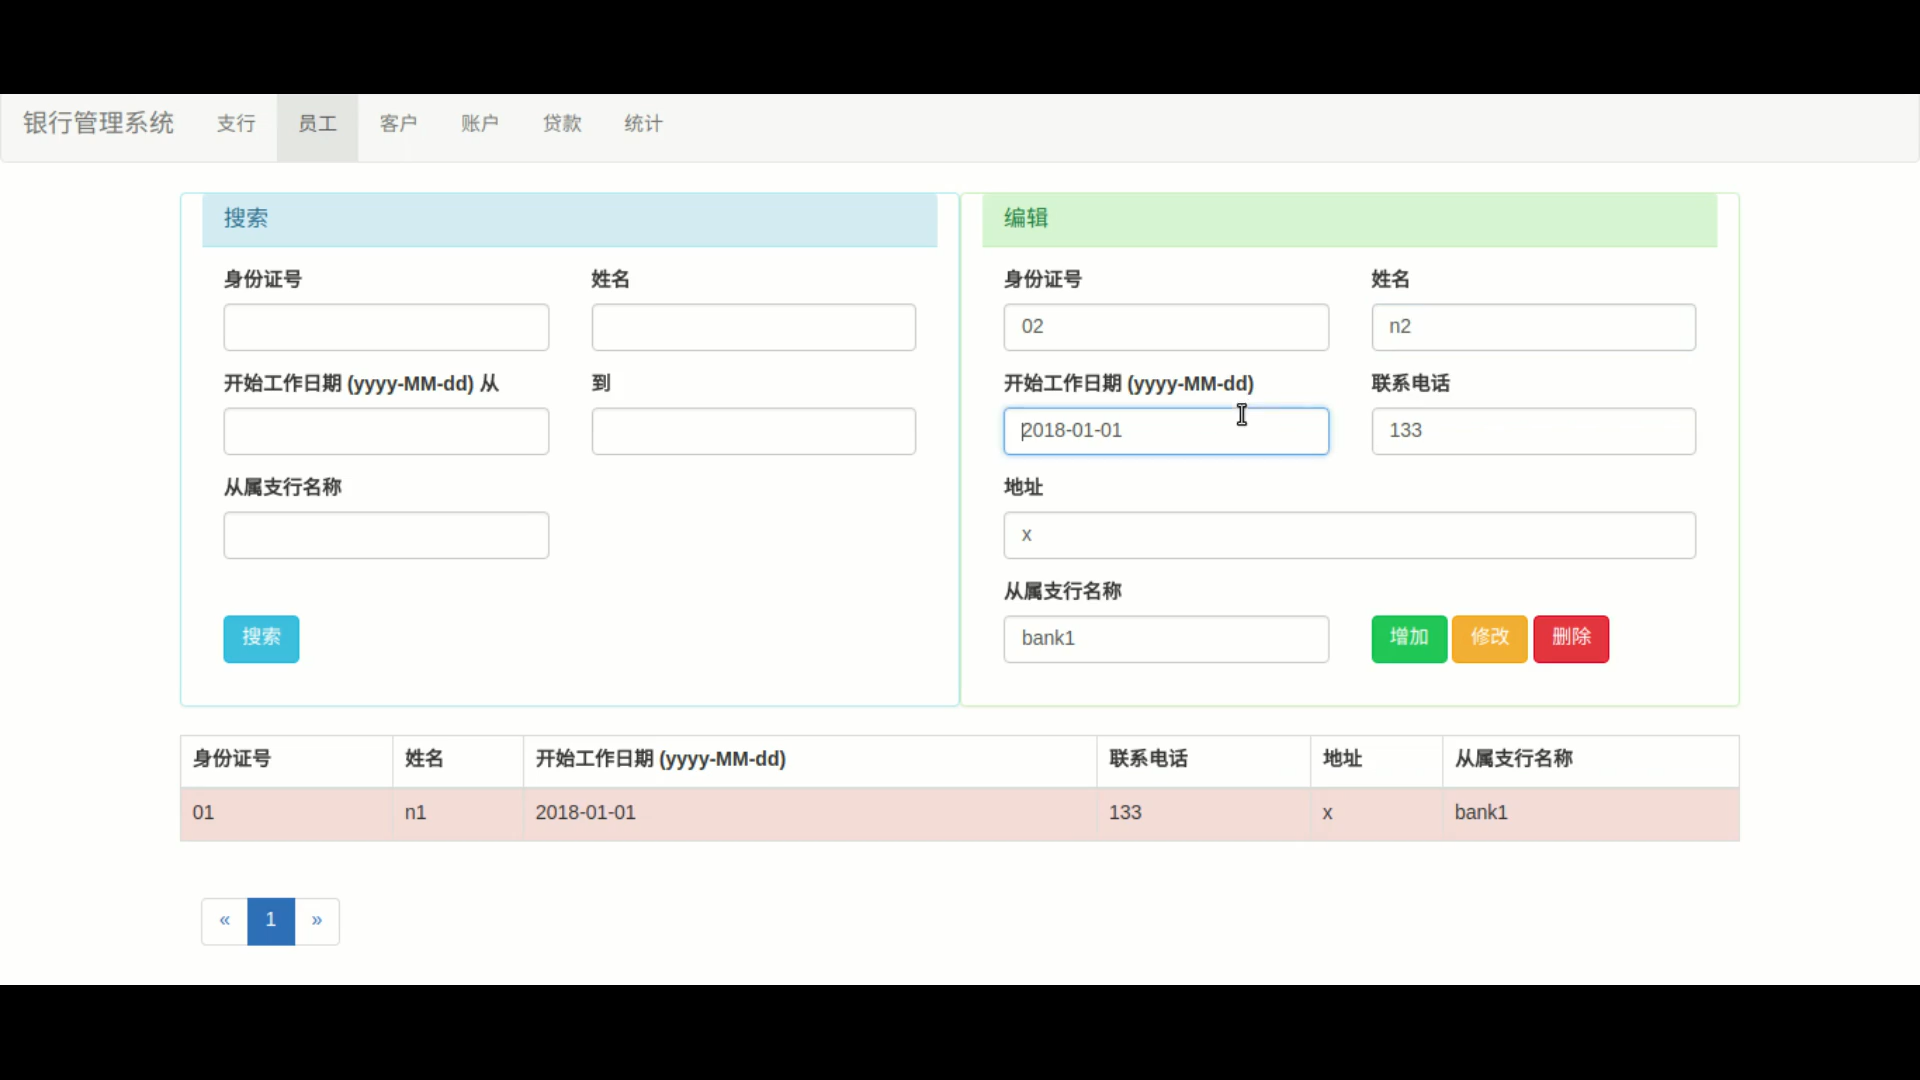 银行管理系统 支行 员工 客户 账户 贷款 统计
搜索
身份证号 姓名
开始工作日期 (yyyy-MM-dd) 从 到
从属支行名称
搜索
编辑
身份证号 姓名
02 n2
开始工作日期 (yyyy-MM-dd) 联系电话
2018-01-01 133
地址
x
从属支行名称
bank1 增加 修改 删除
身份证号 姓名 开始工作日期 (yyyy-MM-dd) 联系电话 地址 从属支行名称
01 n1 2018-01-01 133 x bank1
« 1 »